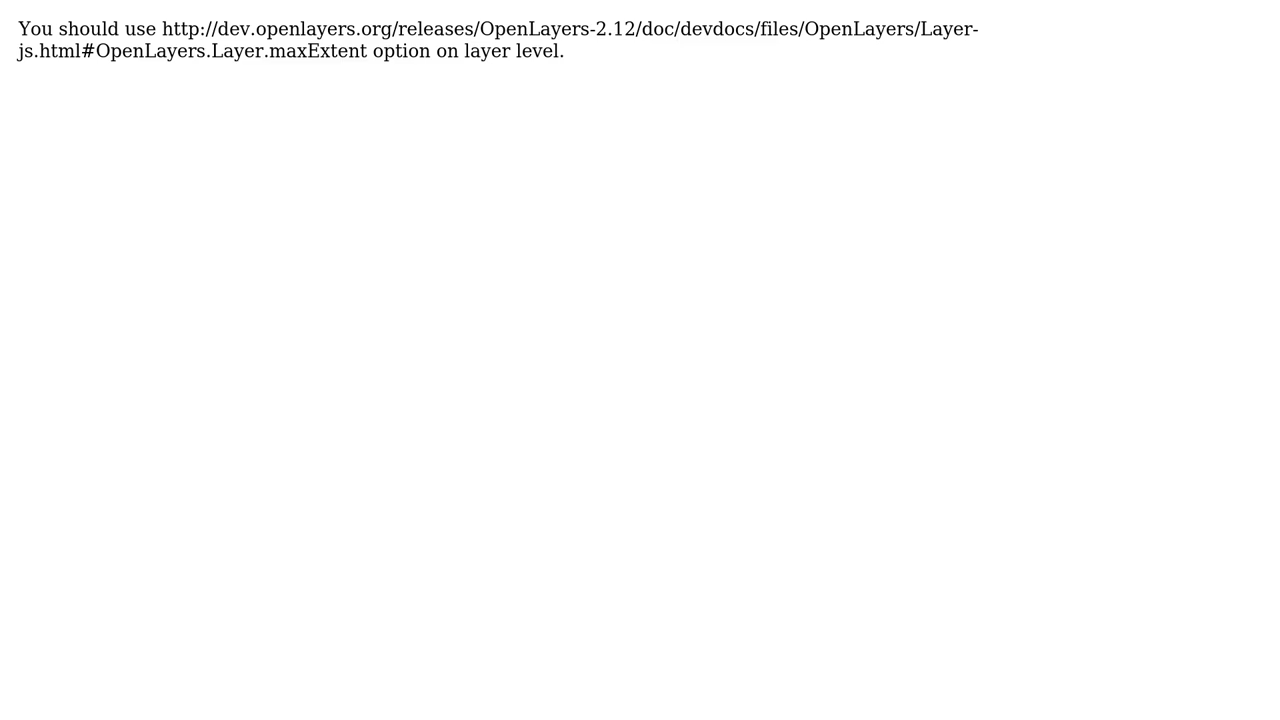 You should use http://dev.openlayers.org/releases/OpenLayers-2.12/doc/devdocs/files/OpenLayers/Layer-
js.html#OpenLayers.Layer.maxExtent option on layer level.